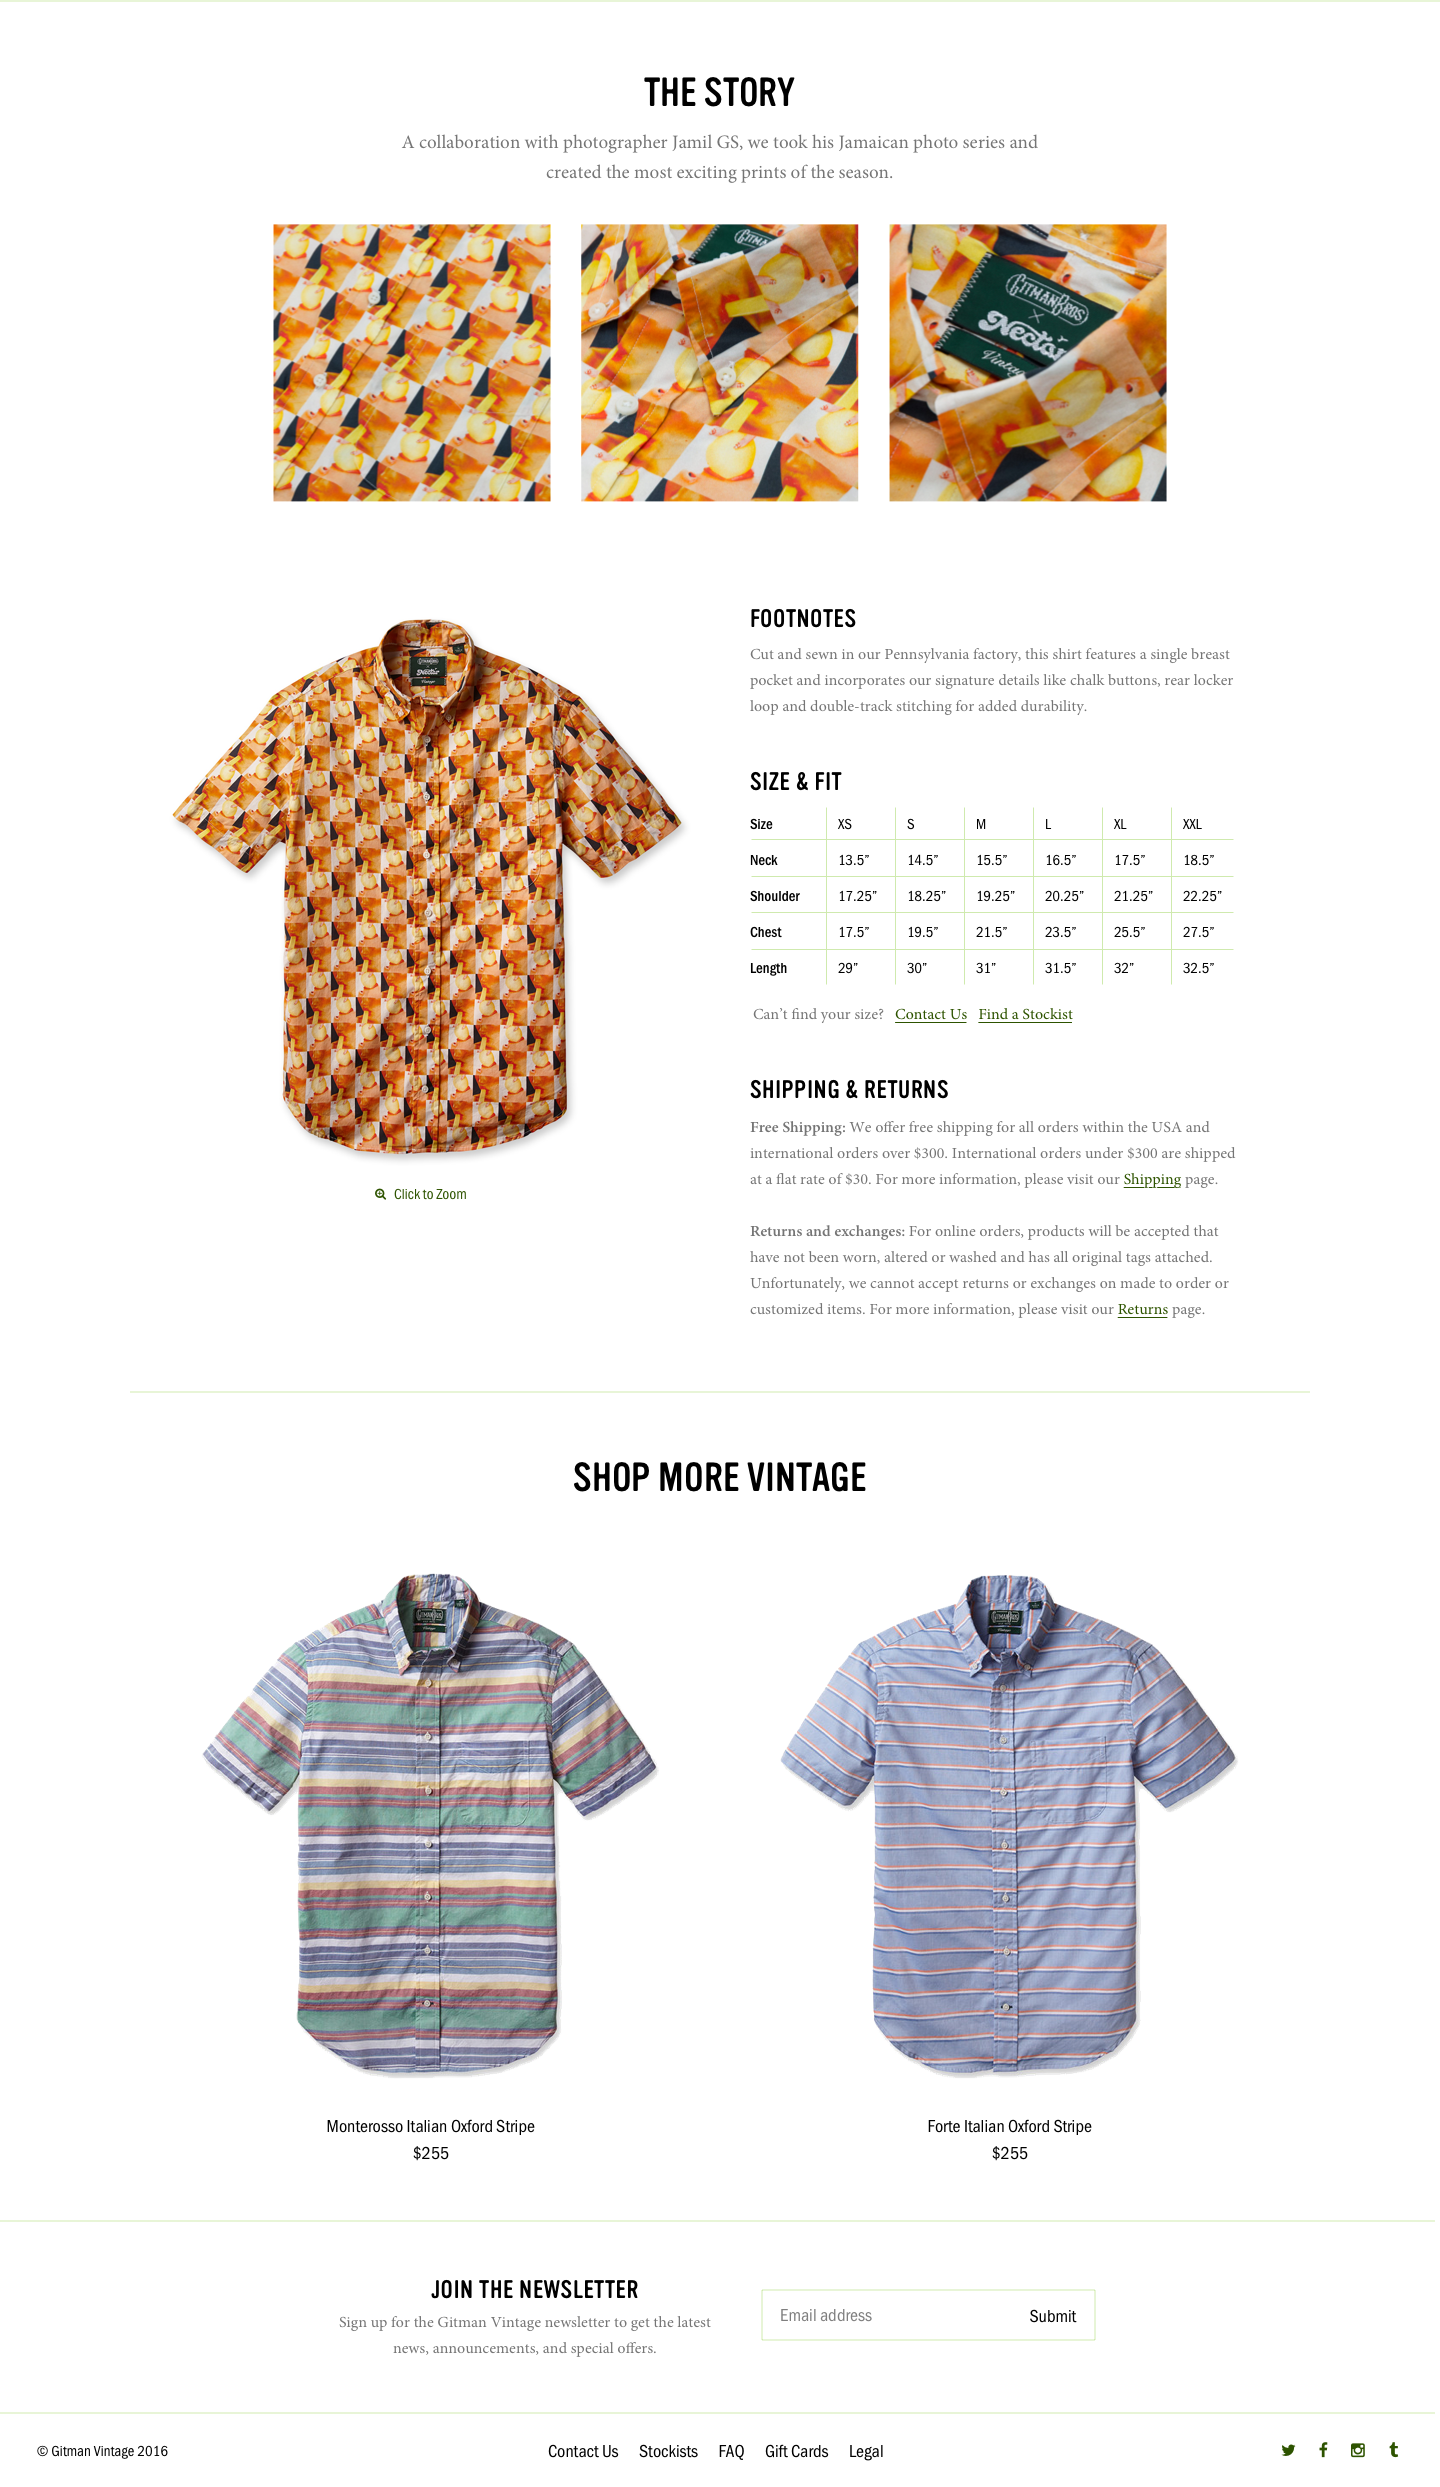 THE STORY
A collaboration with photographer Jamil GS, we took his Jamaican photo series and
created the most exciting prints of the season.
GITMAN BROS
×
Nectar
FOOTNOTES
Cut and sewn in our Pennsylvania factory, this shirt features a single breast
pocket and incorporates our signature details like chalk buttons, rear locker
loop and double-track stitching for added durability.
SIZE & FIT
Size XS S M L XL XXL
Neck 13.5” 14.5” 15.5” 16.5” 17.5” 18.5”
Shoulder 17.25” 18.25” 19.25” 20.25” 21.25” 22.25”
Chest 17.5” 19.5” 21.5” 23.5” 25.5” 27.5”
Length 29” 30” 31” 31.5” 32” 32.5”
Can’t find your size? Contact Us Find a Stockist
SHIPPING & RETURNS
Free Shipping: We offer free shipping for all orders within the USA and
international orders over $300. International orders under $300 are shipped
at a flat rate of $30. For more information, please visit our Shipping page.
Returns and exchanges: For online orders, products will be accepted that
have not been worn, altered or washed and has all original tags attached.
Unfortunately, we cannot accept returns or exchanges on made to order or
customized items. For more information, please visit our Returns page.
Click to Zoom
SHOP MORE VINTAGE
GITMAN BROS
GITMAN BROS
Monterosso Italian Oxford Stripe
$255
Forte Italian Oxford Stripe
$255
JOIN THE NEWSLETTER
Sign up for the Gitman Vintage newsletter to get the latest
news, announcements, and special offers.
Email address Submit
© Gitman Vintage 2016 Contact Us Stockists FAQ Gift Cards Legal